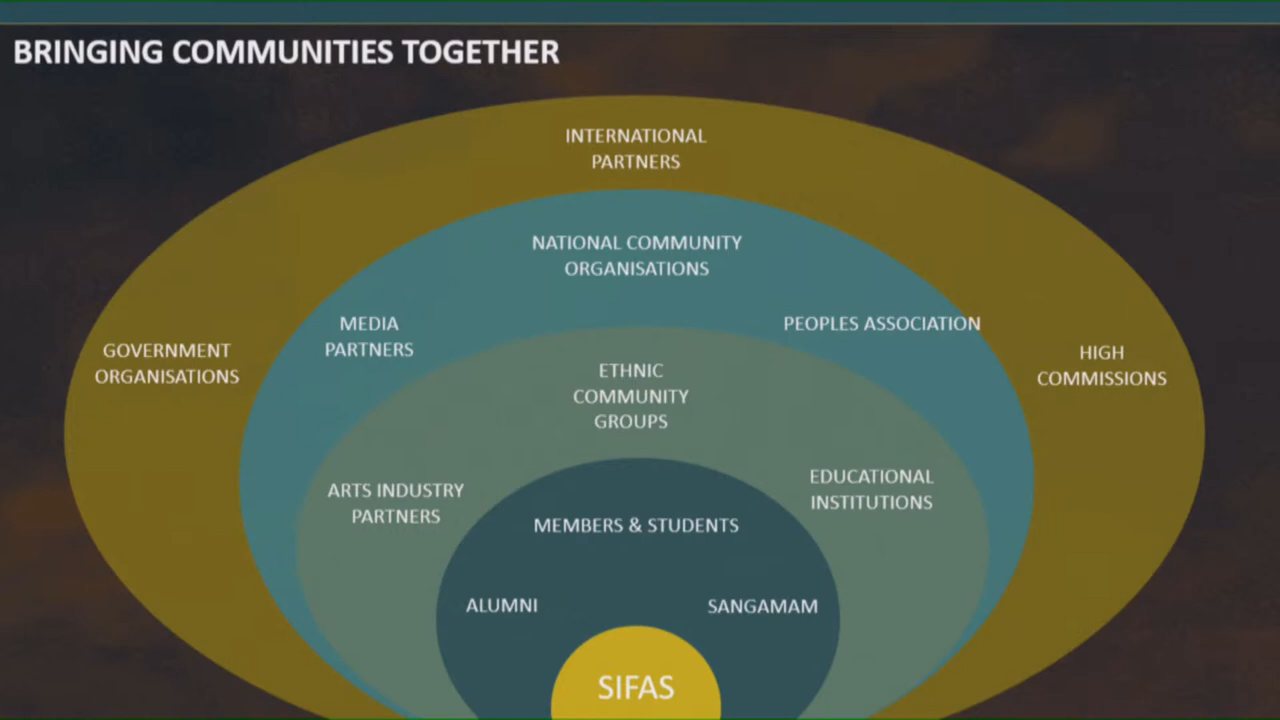 BRINGING COMMUNITIES TOGETHER
INTERNATIONAL
PARTNERS
NATIONAL COMMUNITY
ORGANISATIONS
MEDIA
PARTNERS
PEOPLES ASSOCIATION
GOVERNMENT
ORGANISATIONS
HIGH
COMMISSIONS
ETHNIC
COMMUNITY
GROUPS
ARTS INDUSTRY
PARTNERS
EDUCATIONAL
INSTITUTIONS
MEMBERS & STUDENTS
ALUMNI
SANGAMAM
SIFAS